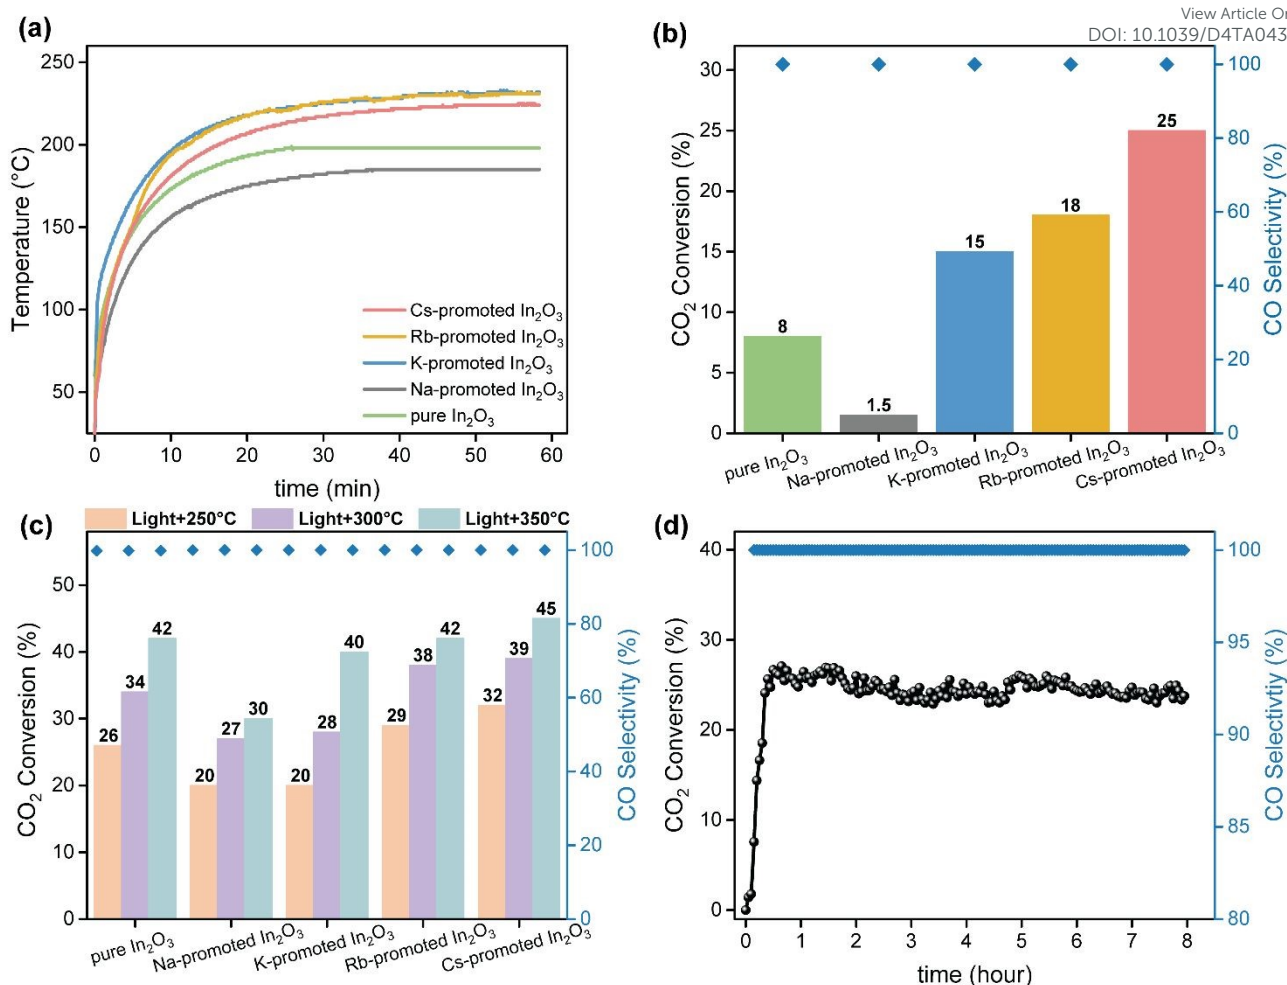 View Article On
DOI: 10.1039/D4TA043
(a)
250
200
150
100
50
Temperature (°C)
Cs-promoted In₂O₃
Rb-promoted In₂O₃
K-promoted In₂O₃
Na-promoted In₂O₃
pure In₂O₃
0 10 20 30 40 50 60
time (min)
(b)
30
25
20
15
10
5
0
CO₂ Conversion (%)
8
1.5
15
18
25
100
80
60
40
20
0
CO Selectivity (%)
pure In₂O₃
Na-promoted In₂O₃
K-promoted In₂O₃
Rb-promoted In₂O₃
Cs-promoted In₂O₃
(c)
Light+250°C Light+300°C Light+350°C
50
40
30
20
10
0
CO₂ Conversion (%)
26 34 42
20 27 30
20 28 40
29 38 42
32 39 45
100
80
60
40
20
0
CO Selectivity (%)
pure In₂O₃
Na-promoted In₂O₃
K-promoted In₂O₃
Rb-promoted In₂O₃
Cs-promoted In₂O₃
(d)
40
30
20
10
0
CO₂ Conversion (%)
100
95
90
85
80
CO Selectivity (%)
0 1 2 3 4 5 6 7 8
time (hour)